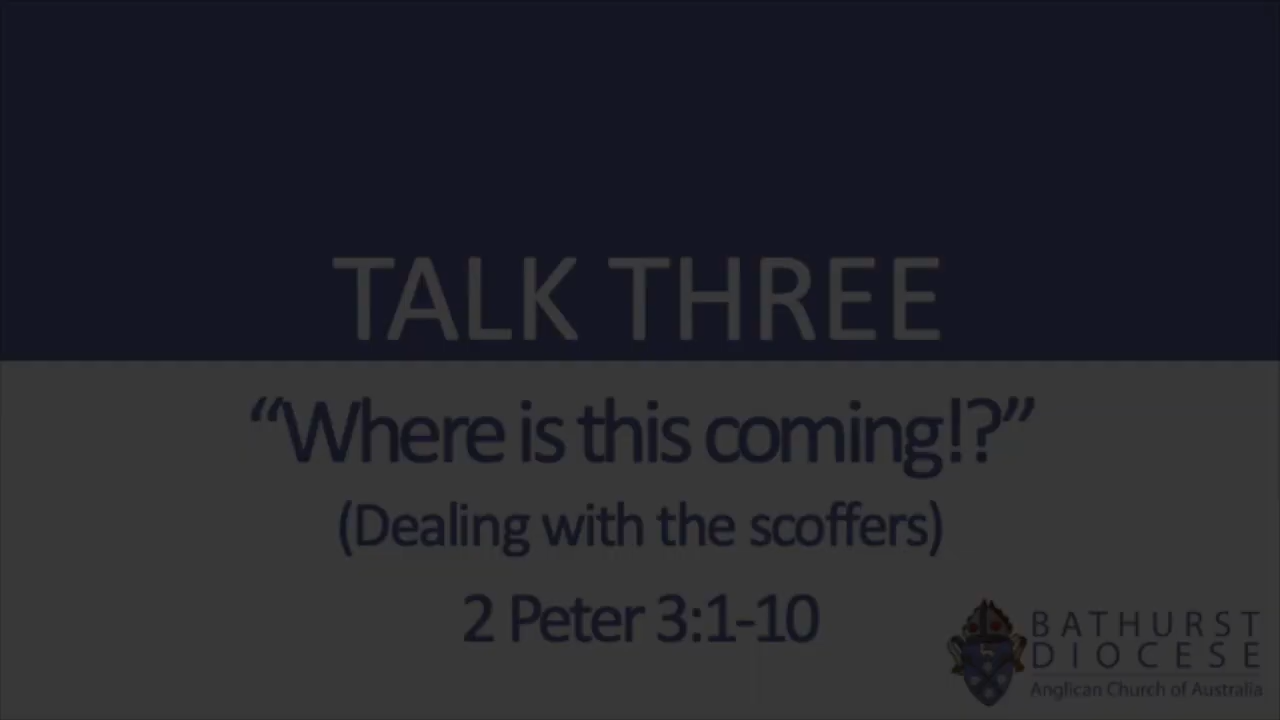 TALK THREE
“Where is this coming!?”
(Dealing with the scoffers)
2 Peter 3:1-10
BATHURST
DIOCESE
Anglican Church of Australia